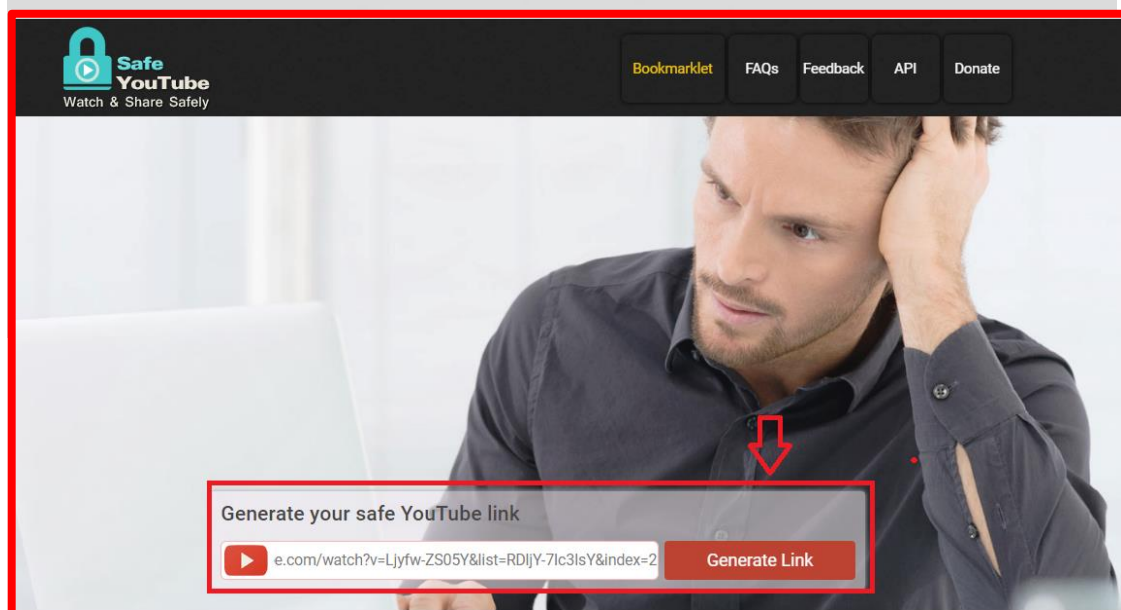 Safe
YouTube
Watch & Share Safely
Bookmarklet FAQs Feedback API Donate
Generate your safe YouTube link
e.com/watch?v=Ljyfw-ZS05Y&list=RDljY-7Ic3lsY&index=2
Generate Link